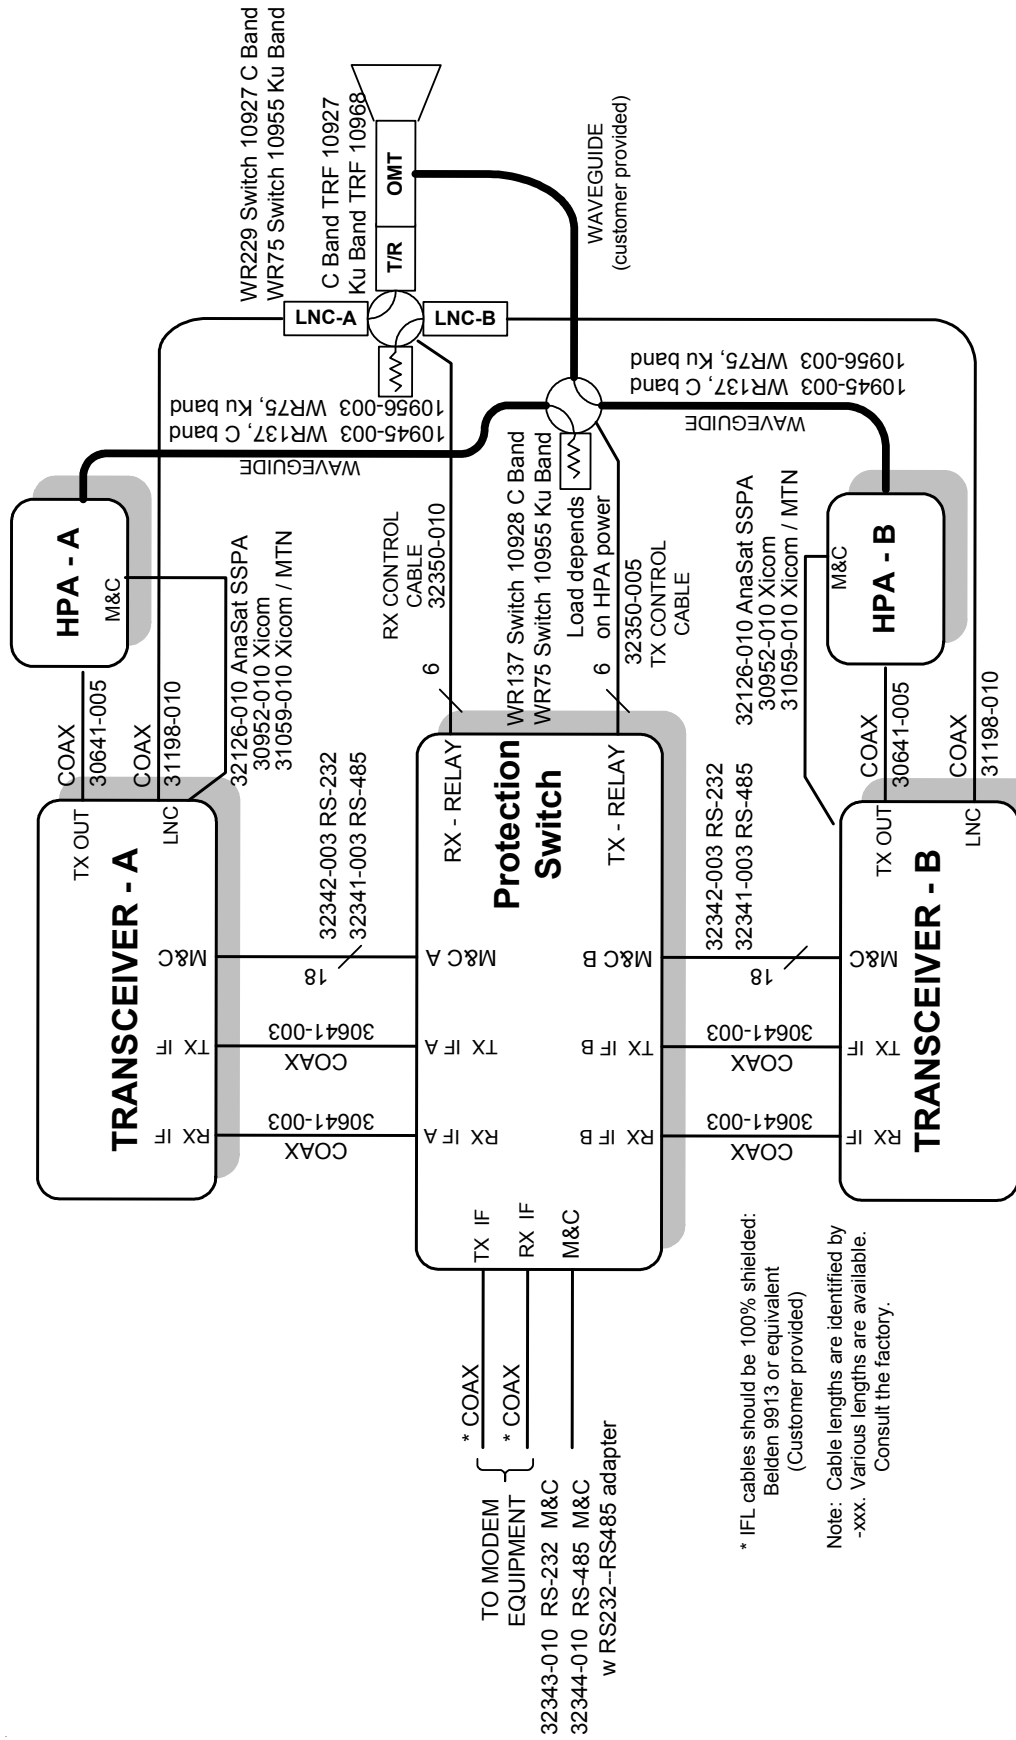 WR229 Switch 10927 C Band
WR75 Switch 10955 Ku Band
C Band TRF 10927
Ku Band TRF 10968
OMT
T/R
LNC-A
LNC-B
WAVEGUIDE
(customer provided)
10956-003  WR75, Ku band
10945-003  WR137, C band
WAVEGUIDE
10956-003  WR75, Ku band
10945-003  WR137, C band
WAVEGUIDE
HPA - A
M&C
COAX
30641-005
COAX
31198-010
32126-010 AnaSat SSPA
30952-010 Xicom
31059-010 Xicom / MTN
RX CONTROL
CABLE
32350-010
6
WR137 Switch 10928 C Band
WR75 Switch 10955 Ku Band
Load depends
on HPA power
6
32350-005
TX CONTROL
CABLE
32126-010 AnaSat SSPA
30952-010 Xicom
31059-010 Xicom / MTN
M&C
HPA - B
COAX
30641-005
COAX
31198-010
TRANSCEIVER - A
TX OUT
LNC
M&C
TX IF
RX IF
32342-003 RS-232
32341-003 RS-485
18
30641-003
COAX
30641-003
COAX
Protection
Switch
RX - RELAY
TX - RELAY
M&C A
M&C B
TX IF A
TX IF B
RX IF A
RX IF B
TX IF
RX IF
M&C
32342-003 RS-232
32341-003 RS-485
18
30641-003
COAX
30641-003
COAX
TRANSCEIVER - B
TX OUT
LNC
M&C
TX IF
RX IF
* COAX
* COAX
TO MODEM
EQUIPMENT
32343-010  RS-232  M&C
32344-010  RS-485  M&C
w RS232--RS485 adapter
* IFL cables should be 100% shielded:
Belden 9913 or equivalent
(Customer provided)
Note:  Cable lengths are identified by
-xxx. Various lengths are available.
Consult the factory.